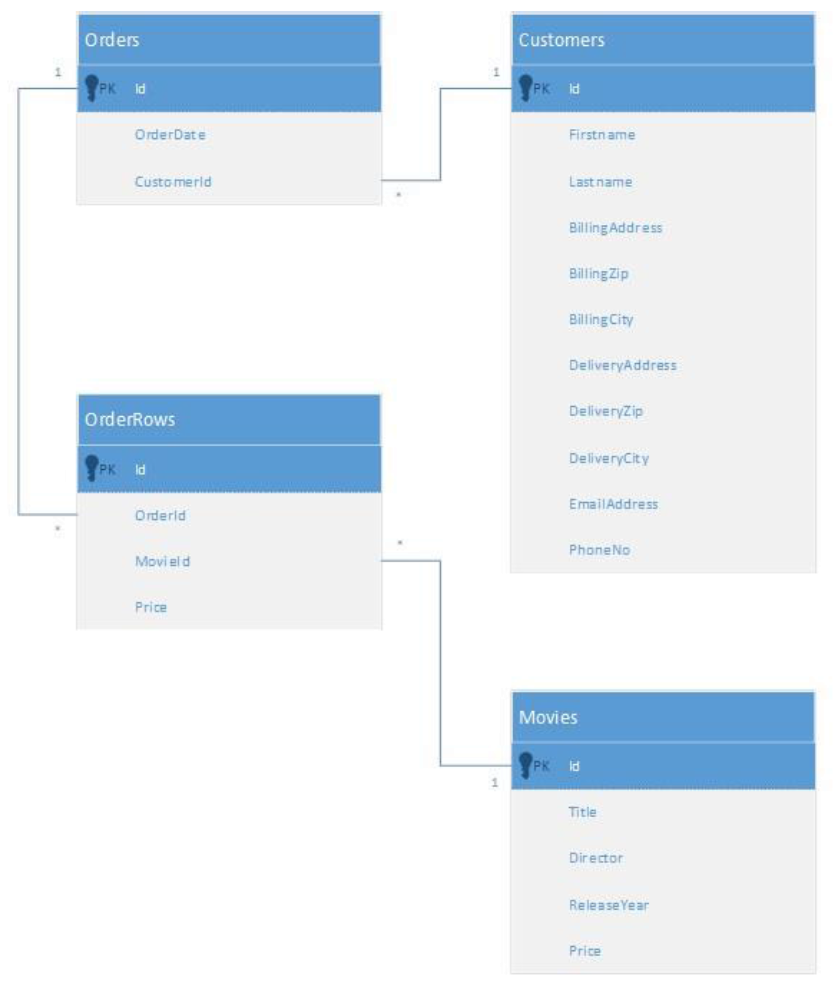 Orders
1
PK Id
OrderDate
CustomerId
*
Customers
1
PK Id
Firstname
Lastname
BillingAddress
BillingZip
BillingCity
DeliveryAddress
DeliveryZip
DeliveryCity
EmailAddress
PhoneNo
OrderRows
PK Id
*
OrderId
*
MovieId
Price
Movies
1
PK Id
Title
Director
ReleaseYear
Price